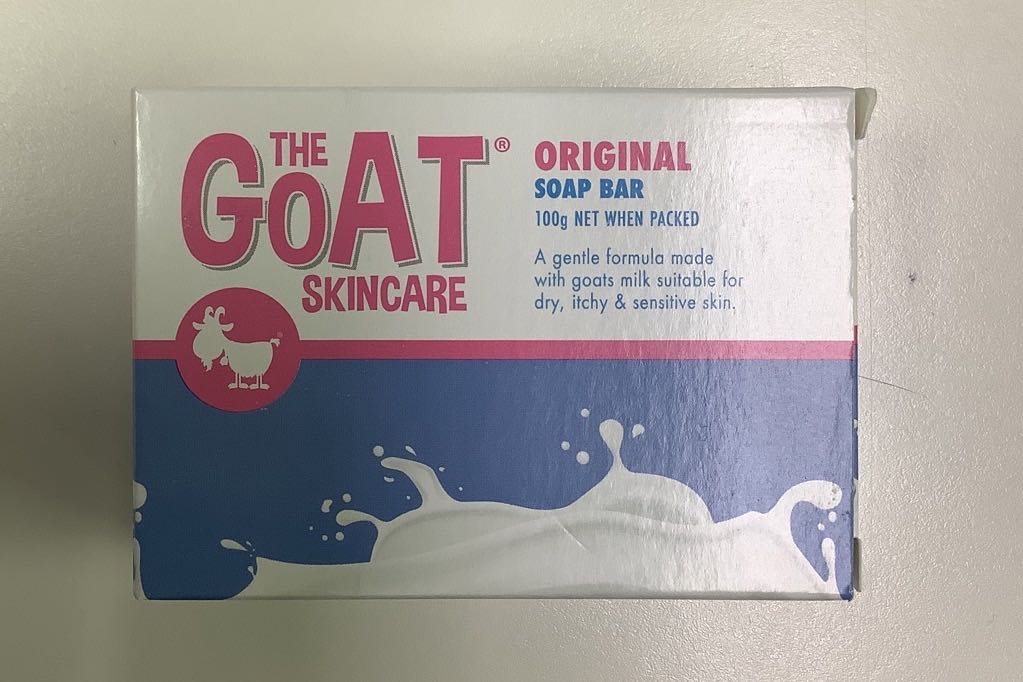 THE
GOAT®
SKINCARE
ORIGINAL
SOAP BAR
100g NET WHEN PACKED
A gentle formula made
with goats milk suitable for
dry, itchy & sensitive skin.